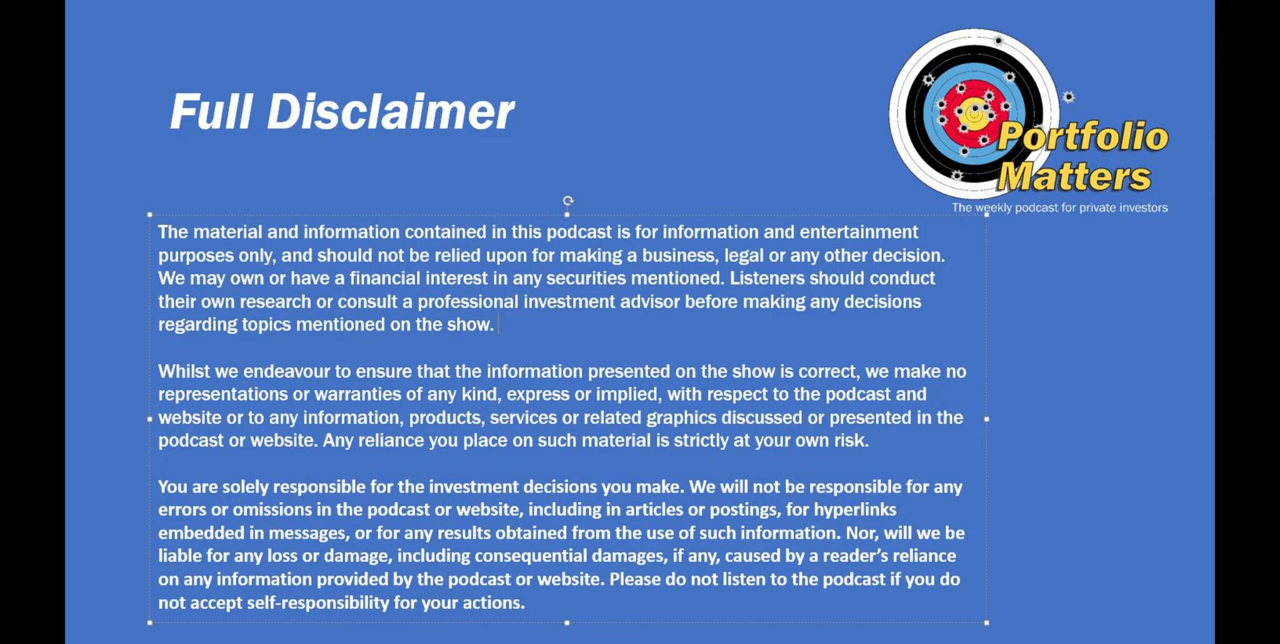 Full Disclaimer
Portfolio
Matters
The weekly podcast for private investors
The material and information contained in this podcast is for information and entertainment
purposes only, and should not be relied upon for making a business, legal or any other decision.
We may own or have a financial interest in any securities mentioned. Listeners should conduct
their own research or consult a professional investment advisor before making any decisions
regarding topics mentioned on the show.
Whilst we endeavour to ensure that the information presented on the show is correct, we make no
representations or warranties of any kind, express or implied, with respect to the podcast and
website or to any information, products, services or related graphics discussed or presented in the
podcast or website. Any reliance you place on such material is strictly at your own risk.
You are solely responsible for the investment decisions you make. We will not be responsible for any
errors or omissions in the podcast or website, including in articles or postings, for hyperlinks
embedded in messages, or for any results obtained from the use of such information. Nor, will we be
liable for any loss or damage, including consequential damages, if any, caused by a reader’s reliance
on any information provided by the podcast or website. Please do not listen to the podcast if you do
not accept self-responsibility for your actions.